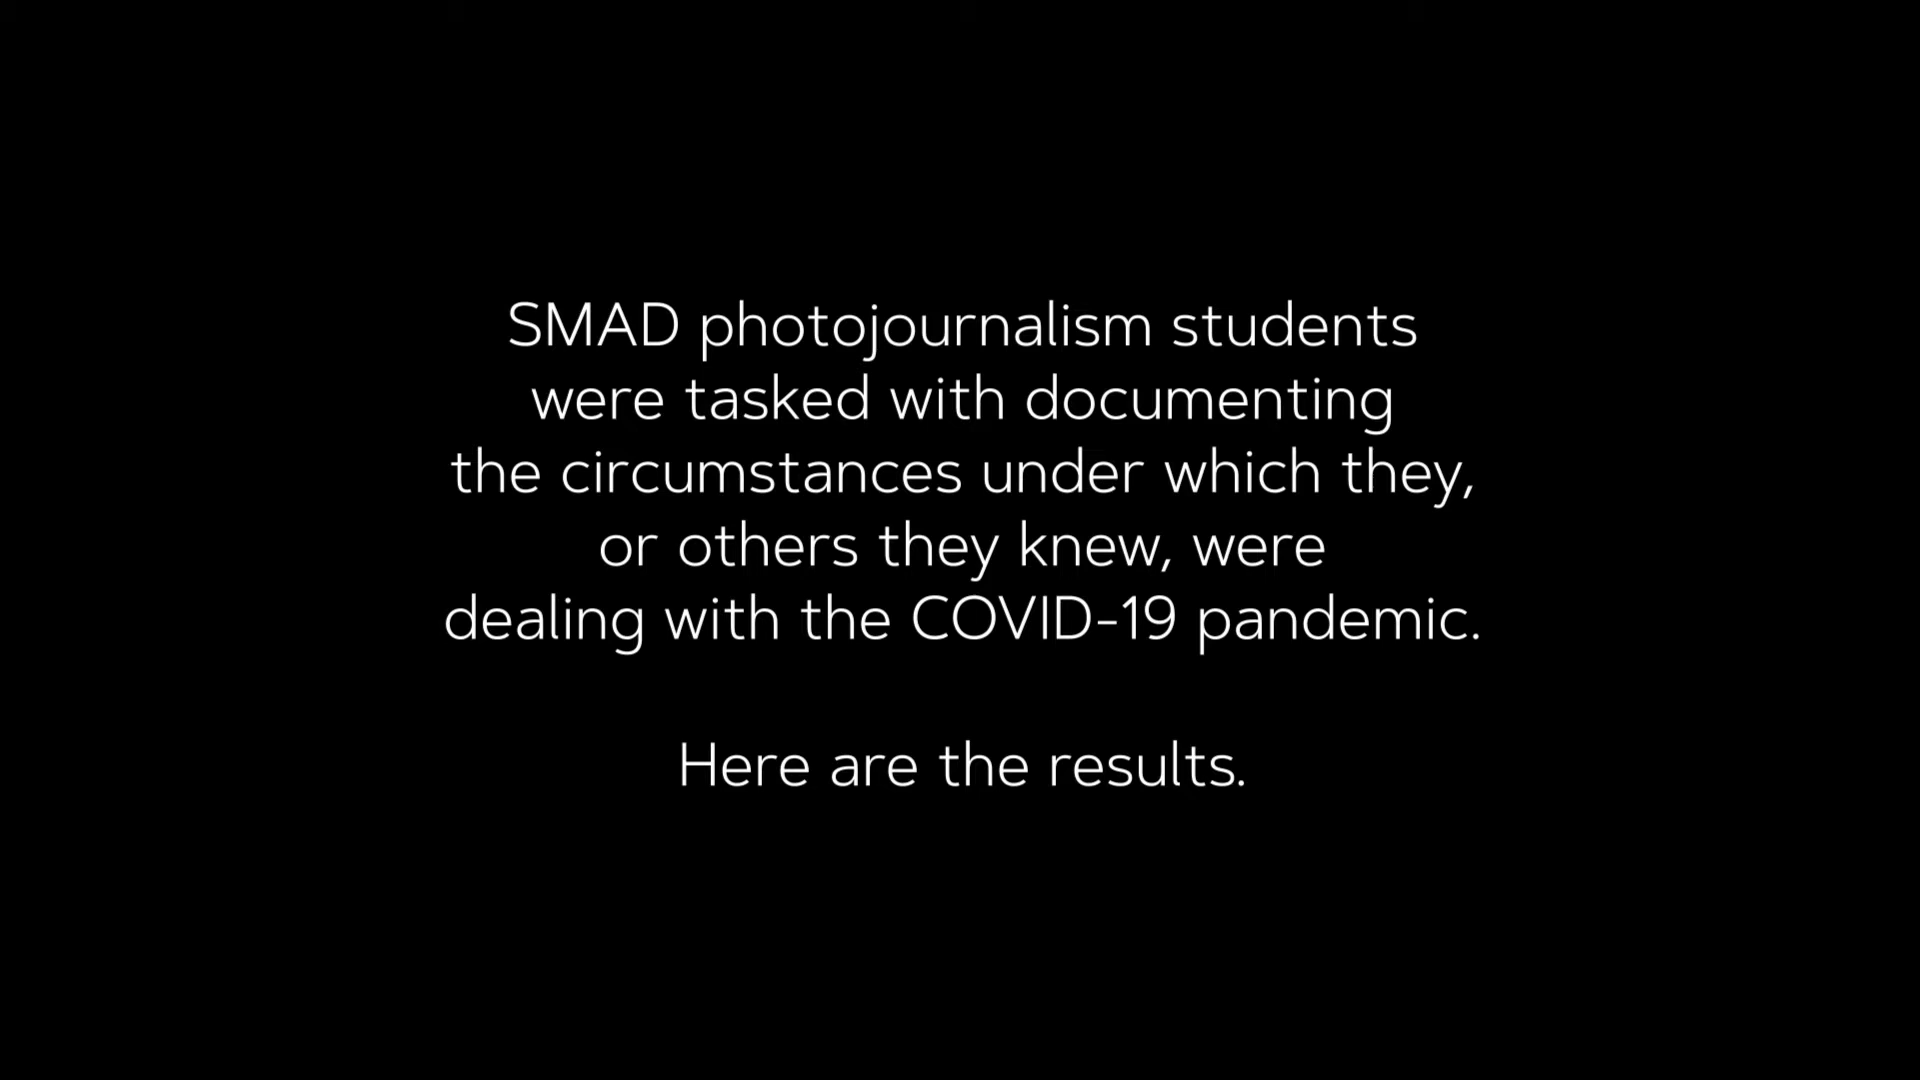 SMAD photojournalism students
were tasked with documenting
the circumstances under which they,
or others they knew, were
dealing with the COVID-19 pandemic.
Here are the results.